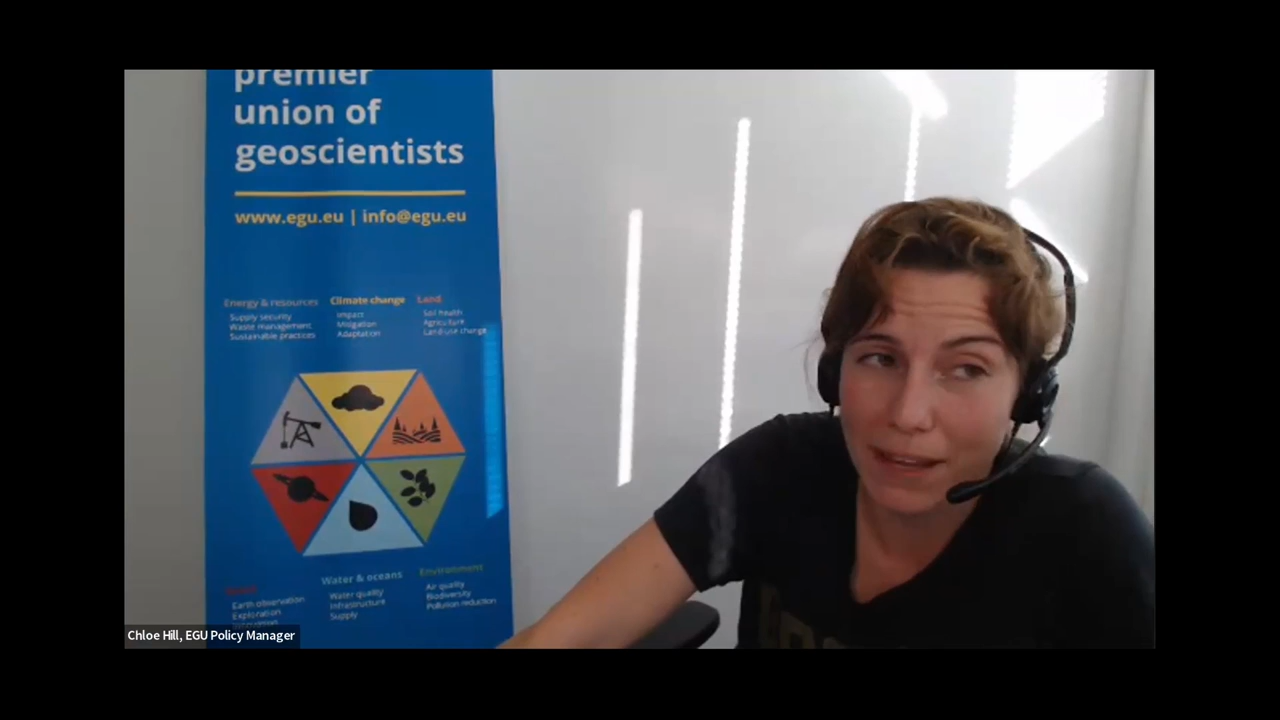 premier
union of
geoscientists
www.egu.eu | info@egu.eu
Energy & resources
Supply security
Waste management
Sustainable practices
Climate change
Impact
Mitigation
Adaptation
Land
Soil health
Agriculture
Land-use change
Earth observation
Exploration
Water & oceans
Water quality
Infrastructure
Supply
Environment
Air quality
Biodiversity
Pollution reduction
Chloe Hill, EGU Policy Manager